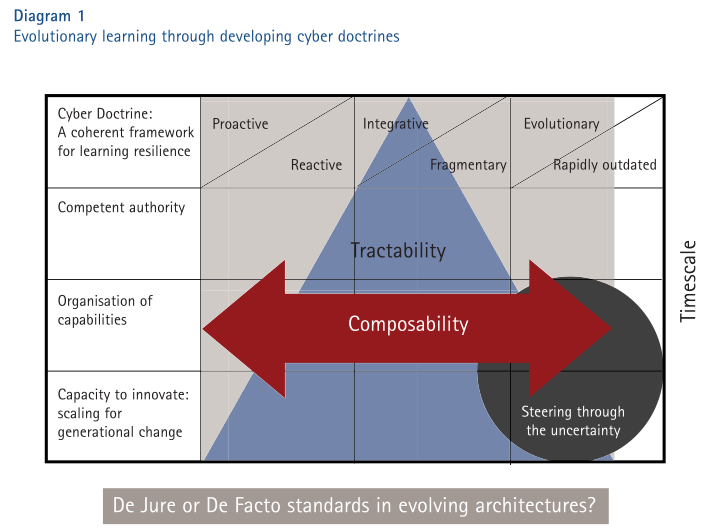 Diagram 1
Evolutionary learning through developing cyber doctrines
Cyber Doctrine:
A coherent framework
for learning resilience
Proactive
Reactive
Integrative
Fragmentary
Evolutionary
Rapidly outdated
Competent authority
Tractability
Organisation of
capabilities
Composability
Capacity to innovate:
scaling for
generational change
Steering through
the uncertainty
Timescale
De Jure or De Facto standards in evolving architectures?